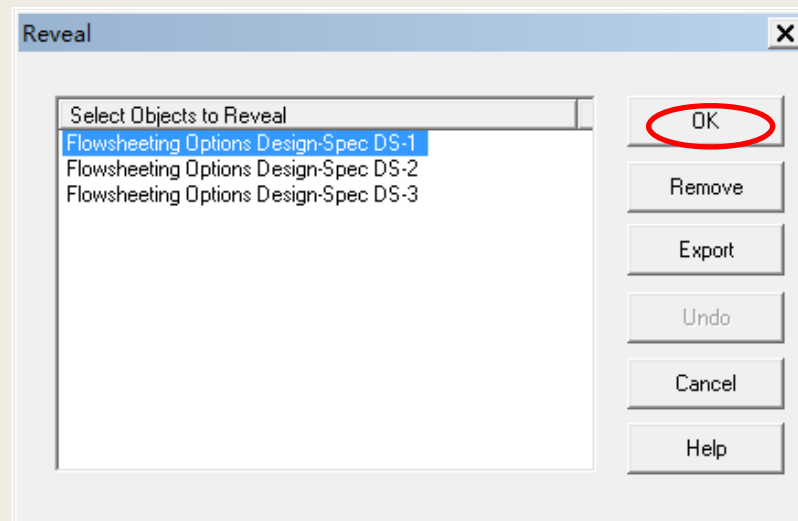 Reveal
Select Objects to Reveal
Flowsheeting Options Design-Spec DS-1
Flowsheeting Options Design-Spec DS-2
Flowsheeting Options Design-Spec DS-3
OK
Remove
Export
Undo
Cancel
Help